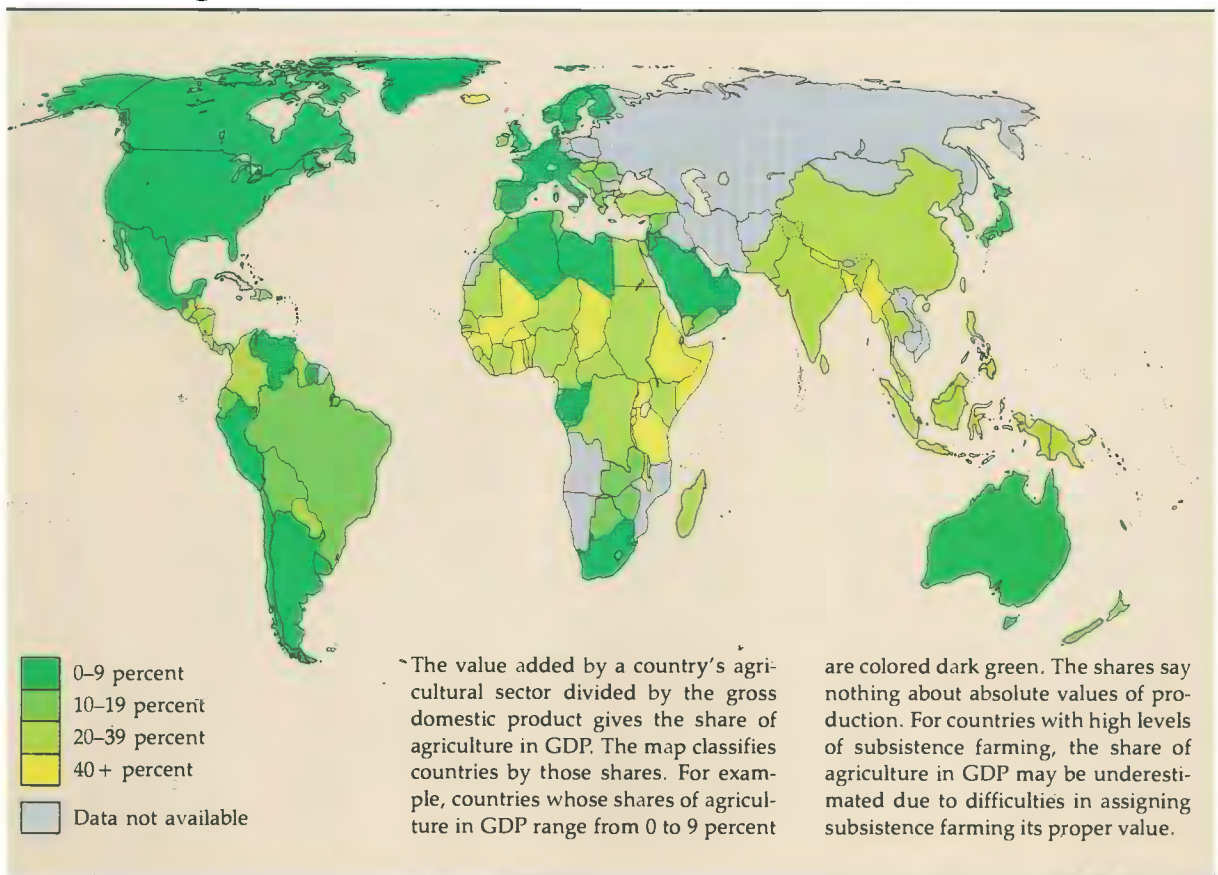 0–9 percent
10–19 percent
20–39 percent
40+ percent
Data not available
The value added by a country's agri-
cultural sector divided by the gross
domestic product gives the share of
agriculture in GDP. The map classifies
countries by those shares. For exam-
ple, countries whose shares of agricul-
ture in GDP range from 0 to 9 percent
are colored dark green. The shares say
nothing about absolute values of pro-
duction. For countries with high levels
of subsistence farming, the share of
agriculture in GDP may be underesti-
mated due to difficulties in assigning
subsistence farming its proper value.